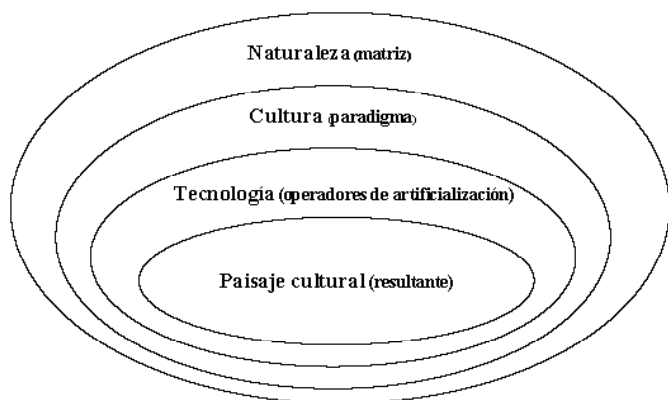 Naturaleza (matriz)
Cultura (paradigma)
Tecnología (operadores de artificialización)
Paisaje cultural (resultante)